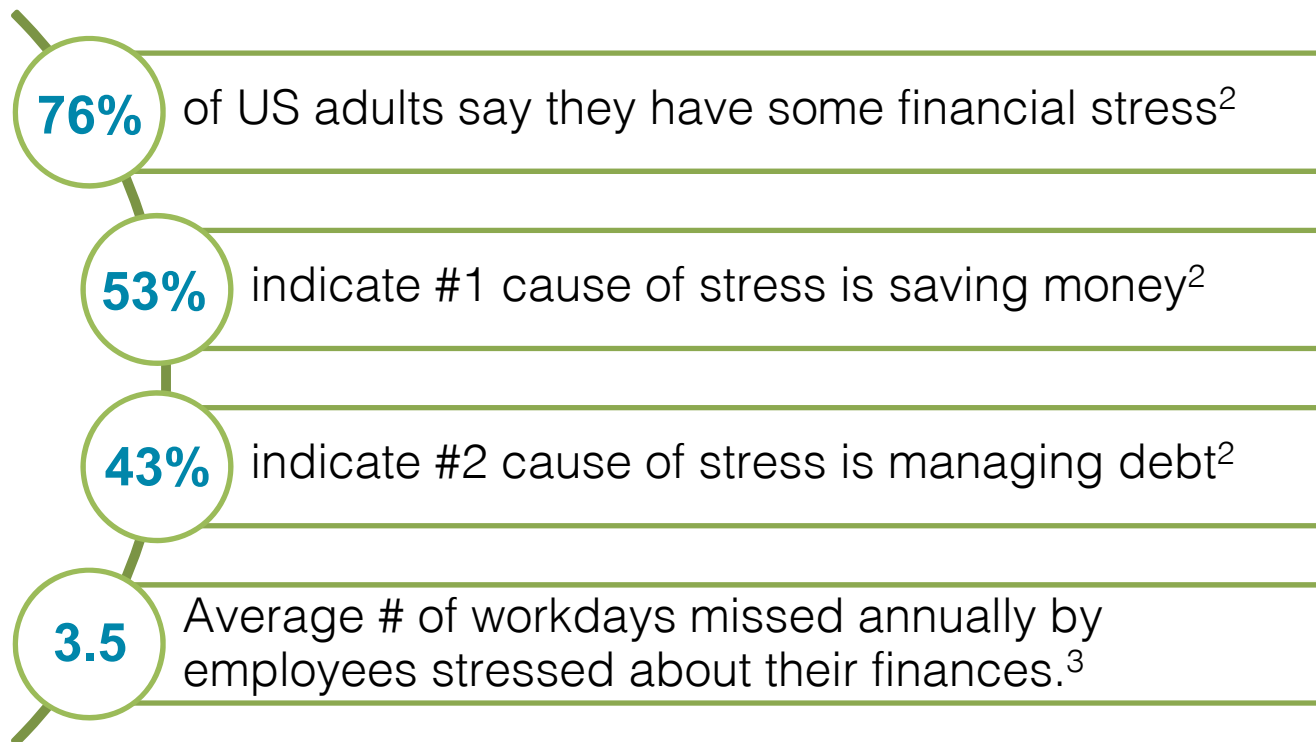 76%
of US adults say they have some financial stress²
53%
indicate #1 cause of stress is saving money²
43%
indicate #2 cause of stress is managing debt²
3.5
Average # of workdays missed annually by
employees stressed about their finances.³